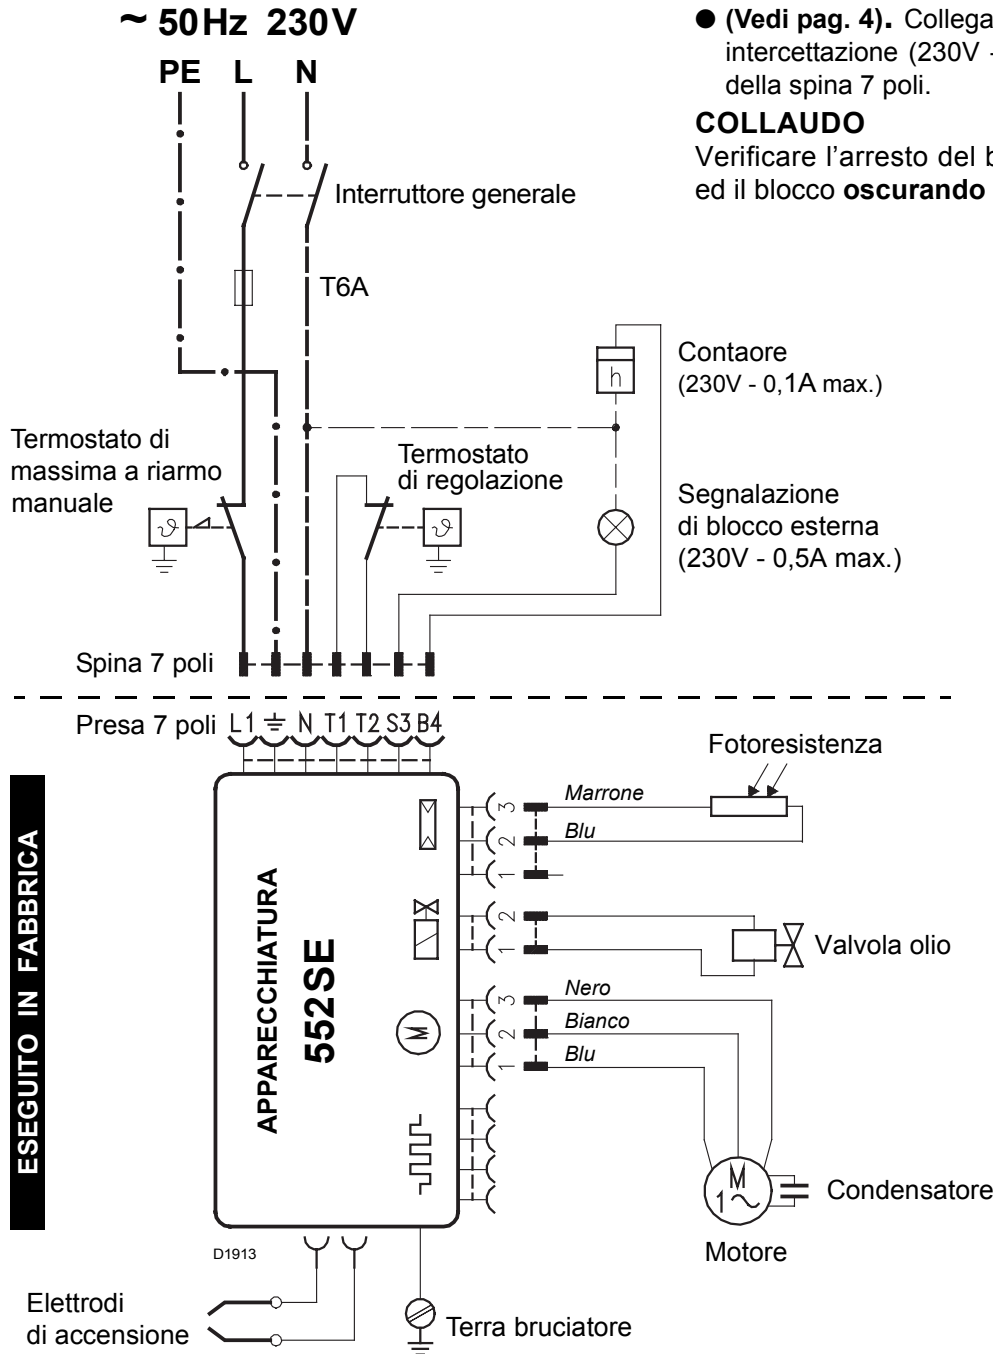 ~ 50Hz 230V
PE L N
Interruttore generale
T6A
● (Vedi pag. 4). Collega
intercettazione (230V -
della spina 7 poli.
COLLAUDO
Verificare l'arresto del b
ed il blocco oscurando
h
Contaore
(230V - 0,1A max.)
Termostato di
massima a riarmo
manuale
ϑ
Termostato
di regolazione
ϑ
Segnalazione
di blocco esterna
(230V - 0,5A max.)
Spina 7 poli
Presa 7 poli L1 N T1 T2 S3 B4
ESEGUITO IN FABBRICA
APPARECCHIATURA
552SE
3 Marrone
2 Blu
1
Fotoresistenza
2
1
Valvola olio
M
3 Nero
2 Bianco
1 Blu
M
1~
Condensatore
Motore
D1913
Elettrodi
di accensione
Terra bruciatore